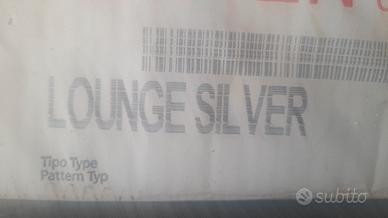 LOUNGE SILVER
Tipo Type
Pattern Typ
subito